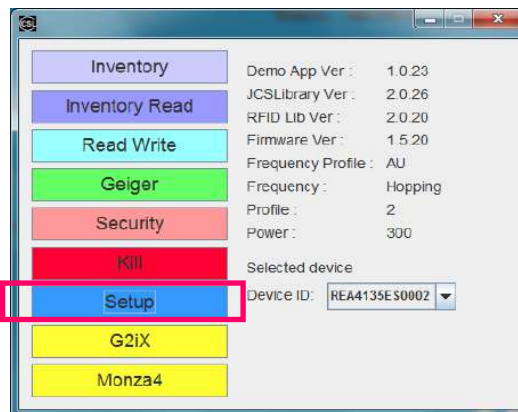 CSL
Inventory
Inventory Read
Read Write
Geiger
Security
Kill
Setup
G2iX
Monza4
Demo App Ver : 1.0.23
JCSLibrary Ver : 2.0.26
RFID Lib Ver : 2.0.20
Firmware Ver : 1.5.20
Frequency Profile : AU
Frequency : Hopping
Profile : 2
Power : 300
Selected device
Device ID: REA4135ES0002